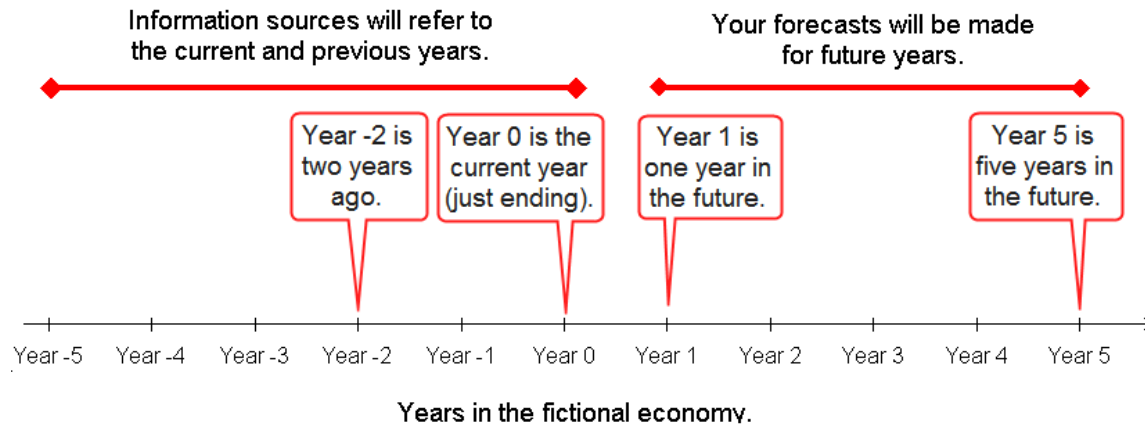 Information sources will refer to
the current and previous years.
Your forecasts will be made
for future years.
Year -2 is
two years
ago.
Year 0 is the
current year
(just ending).
Year 1 is
one year in
the future.
Year 5 is
five years in
the future.
Year -5 Year -4 Year -3 Year -2 Year -1 Year 0 Year 1 Year 2 Year 3 Year 4 Year 5
Years in the fictional economy.